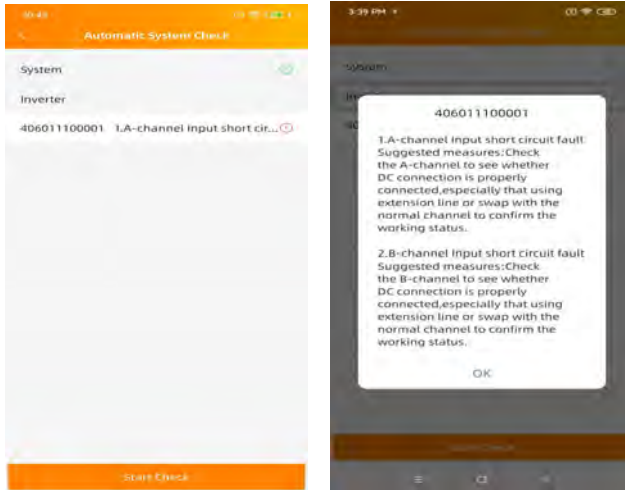 Automatic System Check
System
Inverter
406011100001 1.A-channel input short cir...
Start Check
3:39 PM
System
406011100001
1.A-channel input short circuit fault
Suggested measures:Check
the A-channel to see whether
DC connection is properly
connected,especially that using
extension line or swap with the
normal channel to confirm the
working status.
2.B-channel input short circuit fault
Suggested measures:Check
the B-channel to see whether
DC connection is properly
connected,especially that using
extension line or swap with the
normal channel to confirm the
working status.
OK